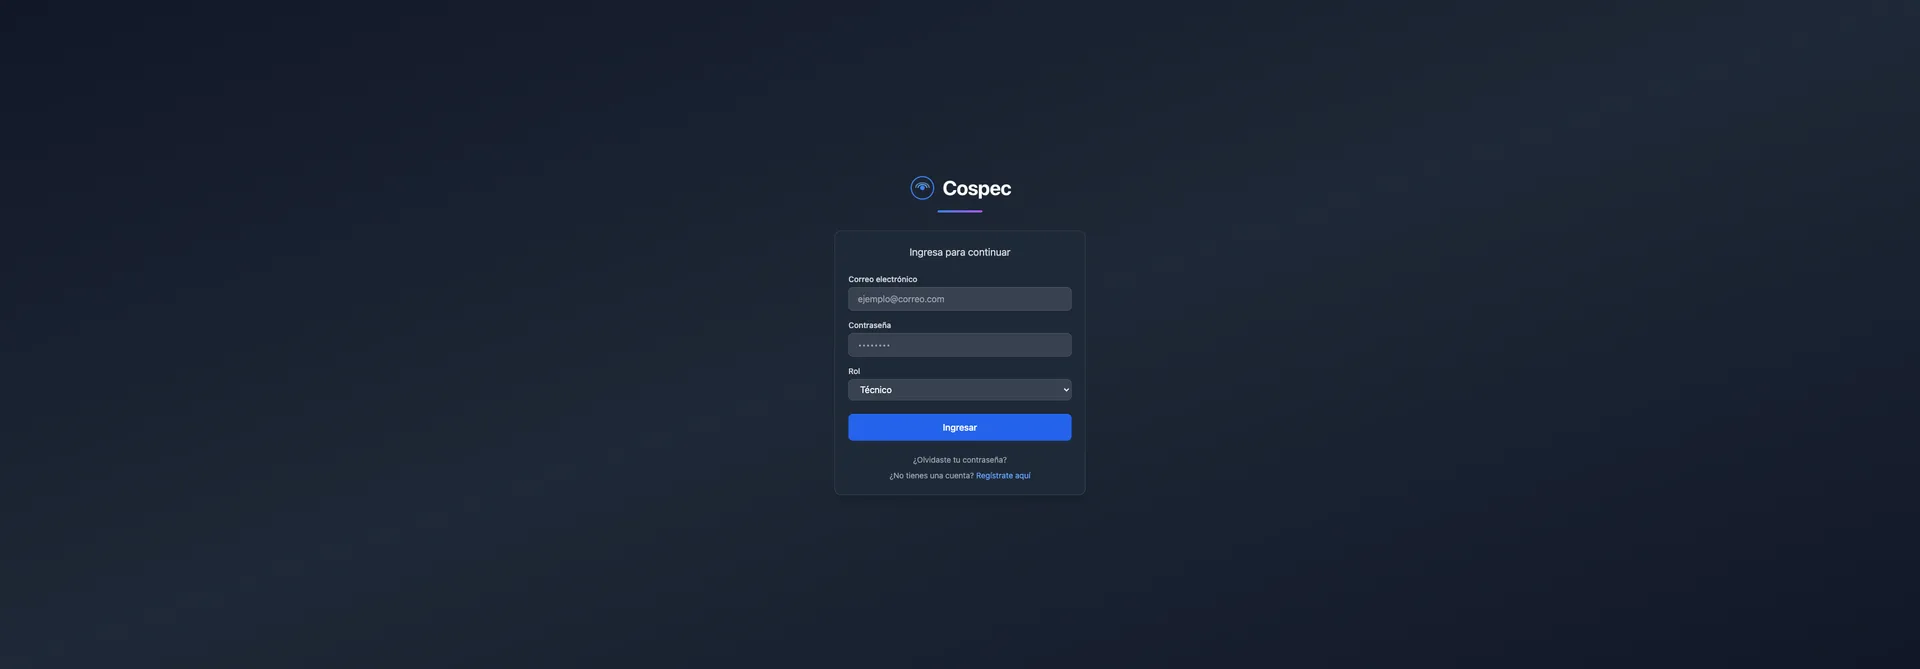 Cospec
Ingresa para continuar
Correo electrónico
ejemplo@correo.com
Contraseña
••••••••
Rol
Técnico
Ingresar
¿Olvidaste tu contraseña?
¿No tienes una cuenta? Regístrate aquí